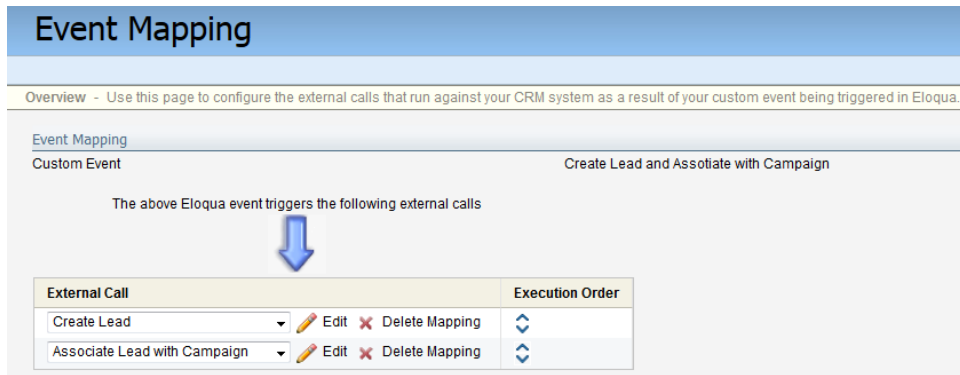 Event Mapping
Overview - Use this page to configure the external calls that run against your CRM system as a result of your custom event being triggered in Eloqua.
Event Mapping
Custom Event Create Lead and Assotiate with Campaign
The above Eloqua event triggers the following external calls
External Call Execution Order
Create Lead Edit Delete Mapping
Associate Lead with Campaign Edit Delete Mapping